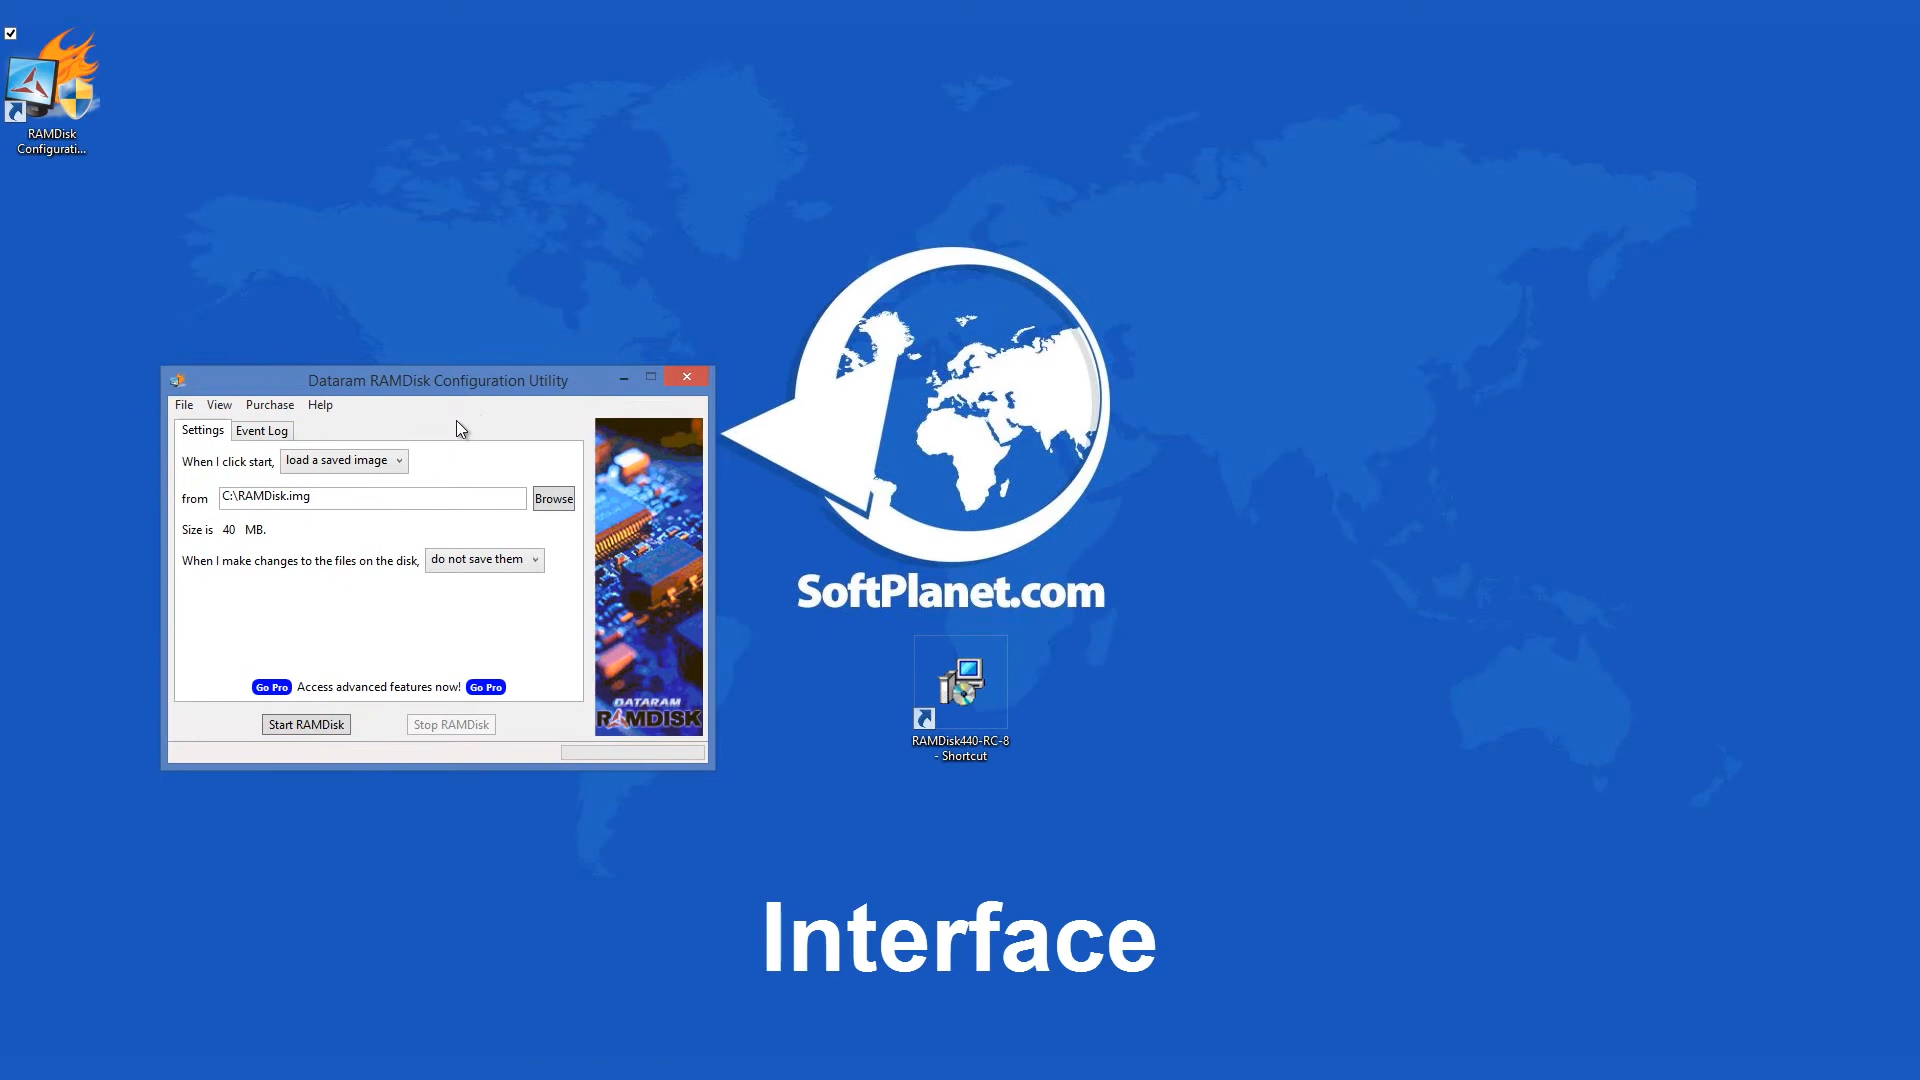 RAMDisk
Configurati...
Dataram RAMDisk Configuration Utility
File View Purchase Help
Settings Event Log
When I click start, load a saved image
from C:\RAMDisk.img Browse
Size is 40 MB.
When I make changes to the files on the disk, do not save them
Go Pro Access advanced features now! Go Pro
Start RAMDisk Stop RAMDisk
DATARAM
RAMDISK
SoftPlanet.com
RAMDisk440-RC-8
- Shortcut
Interface